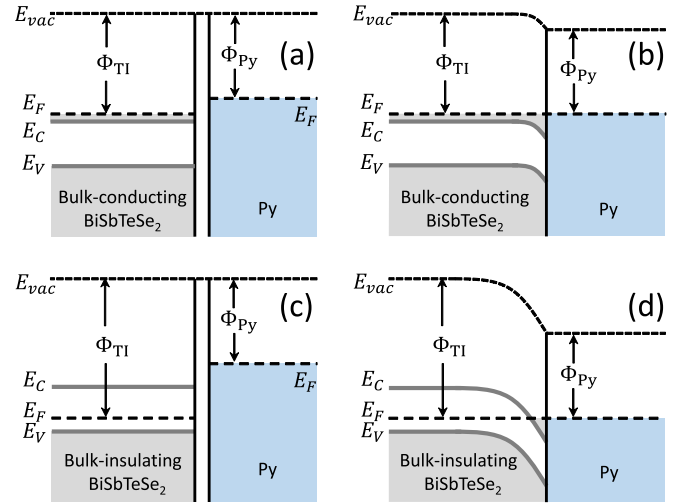 E_vac
Φ_TI
Φ_Py
(a)
E_F
E_F
E_C
E_V
Bulk-conducting
BiSbTeSe₂
Py
E_vac
Φ_TI
Φ_Py
(b)
E_F
E_C
E_V
Bulk-conducting
BiSbTeSe₂
Py
E_vac
Φ_TI
Φ_Py
(c)
E_C
E_F
E_F
E_V
Bulk-insulating
BiSbTeSe₂
Py
E_vac
Φ_TI
Φ_Py
(d)
E_C
E_F
E_V
Bulk-insulating
BiSbTeSe₂
Py